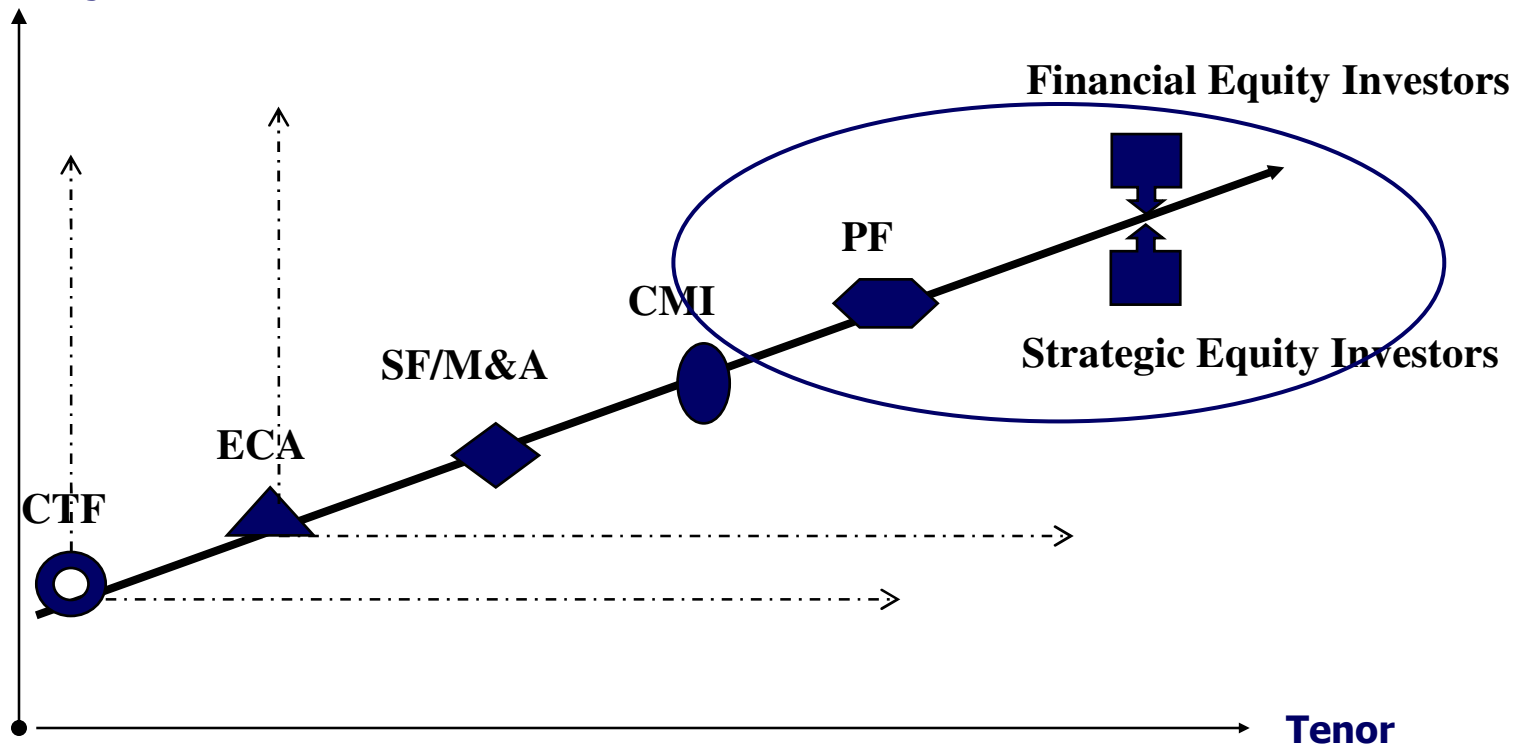 Financial Equity Investors
PF
CMI
Strategic Equity Investors
SF/M&A
ECA
CTF
Tenor